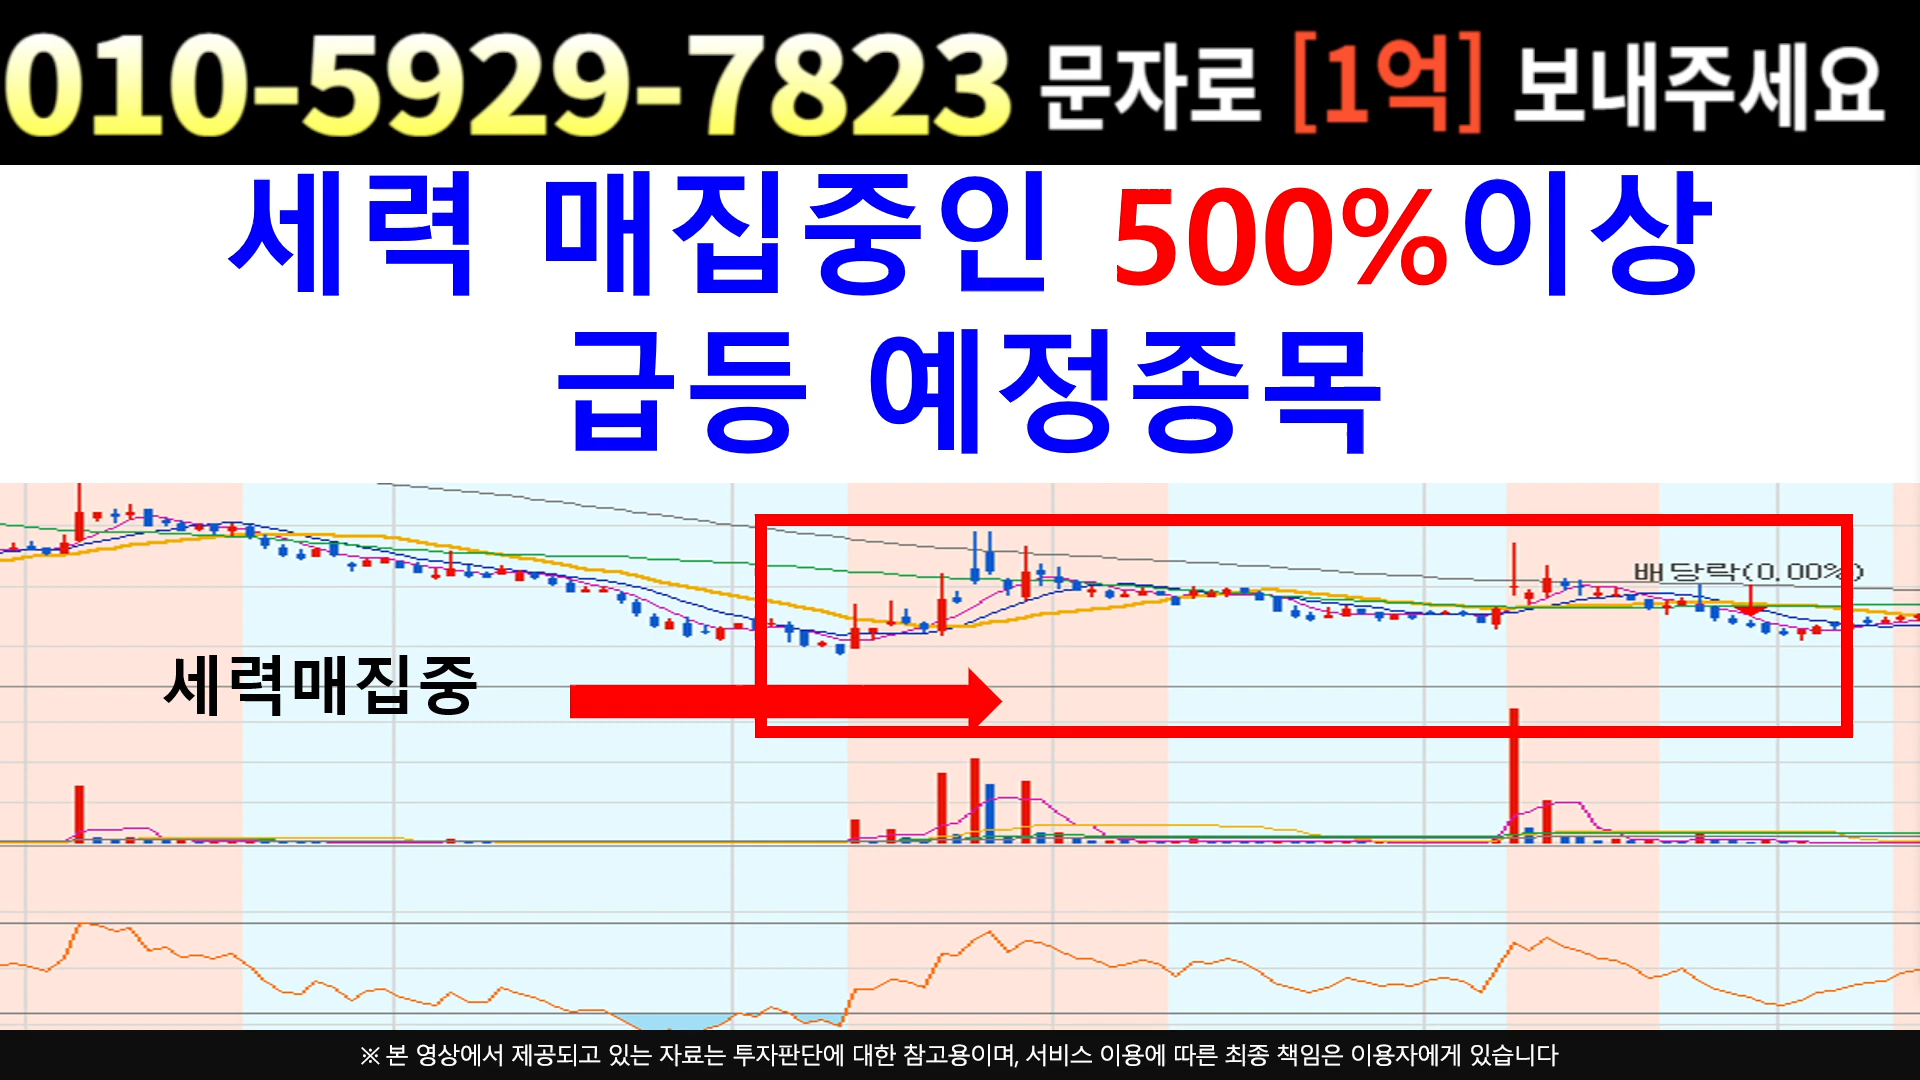 010-5929-7823 문자로 [1억] 보내주세요
세력 매집중인 500%이상
급등 예정종목
배당락(0.00%)
세력매집중
※ 본 영상에서 제공되고 있는 자료는 투자판단에 대한 참고용이며, 서비스 이용에 따른 최종 책임은 이용자에게 있습니다